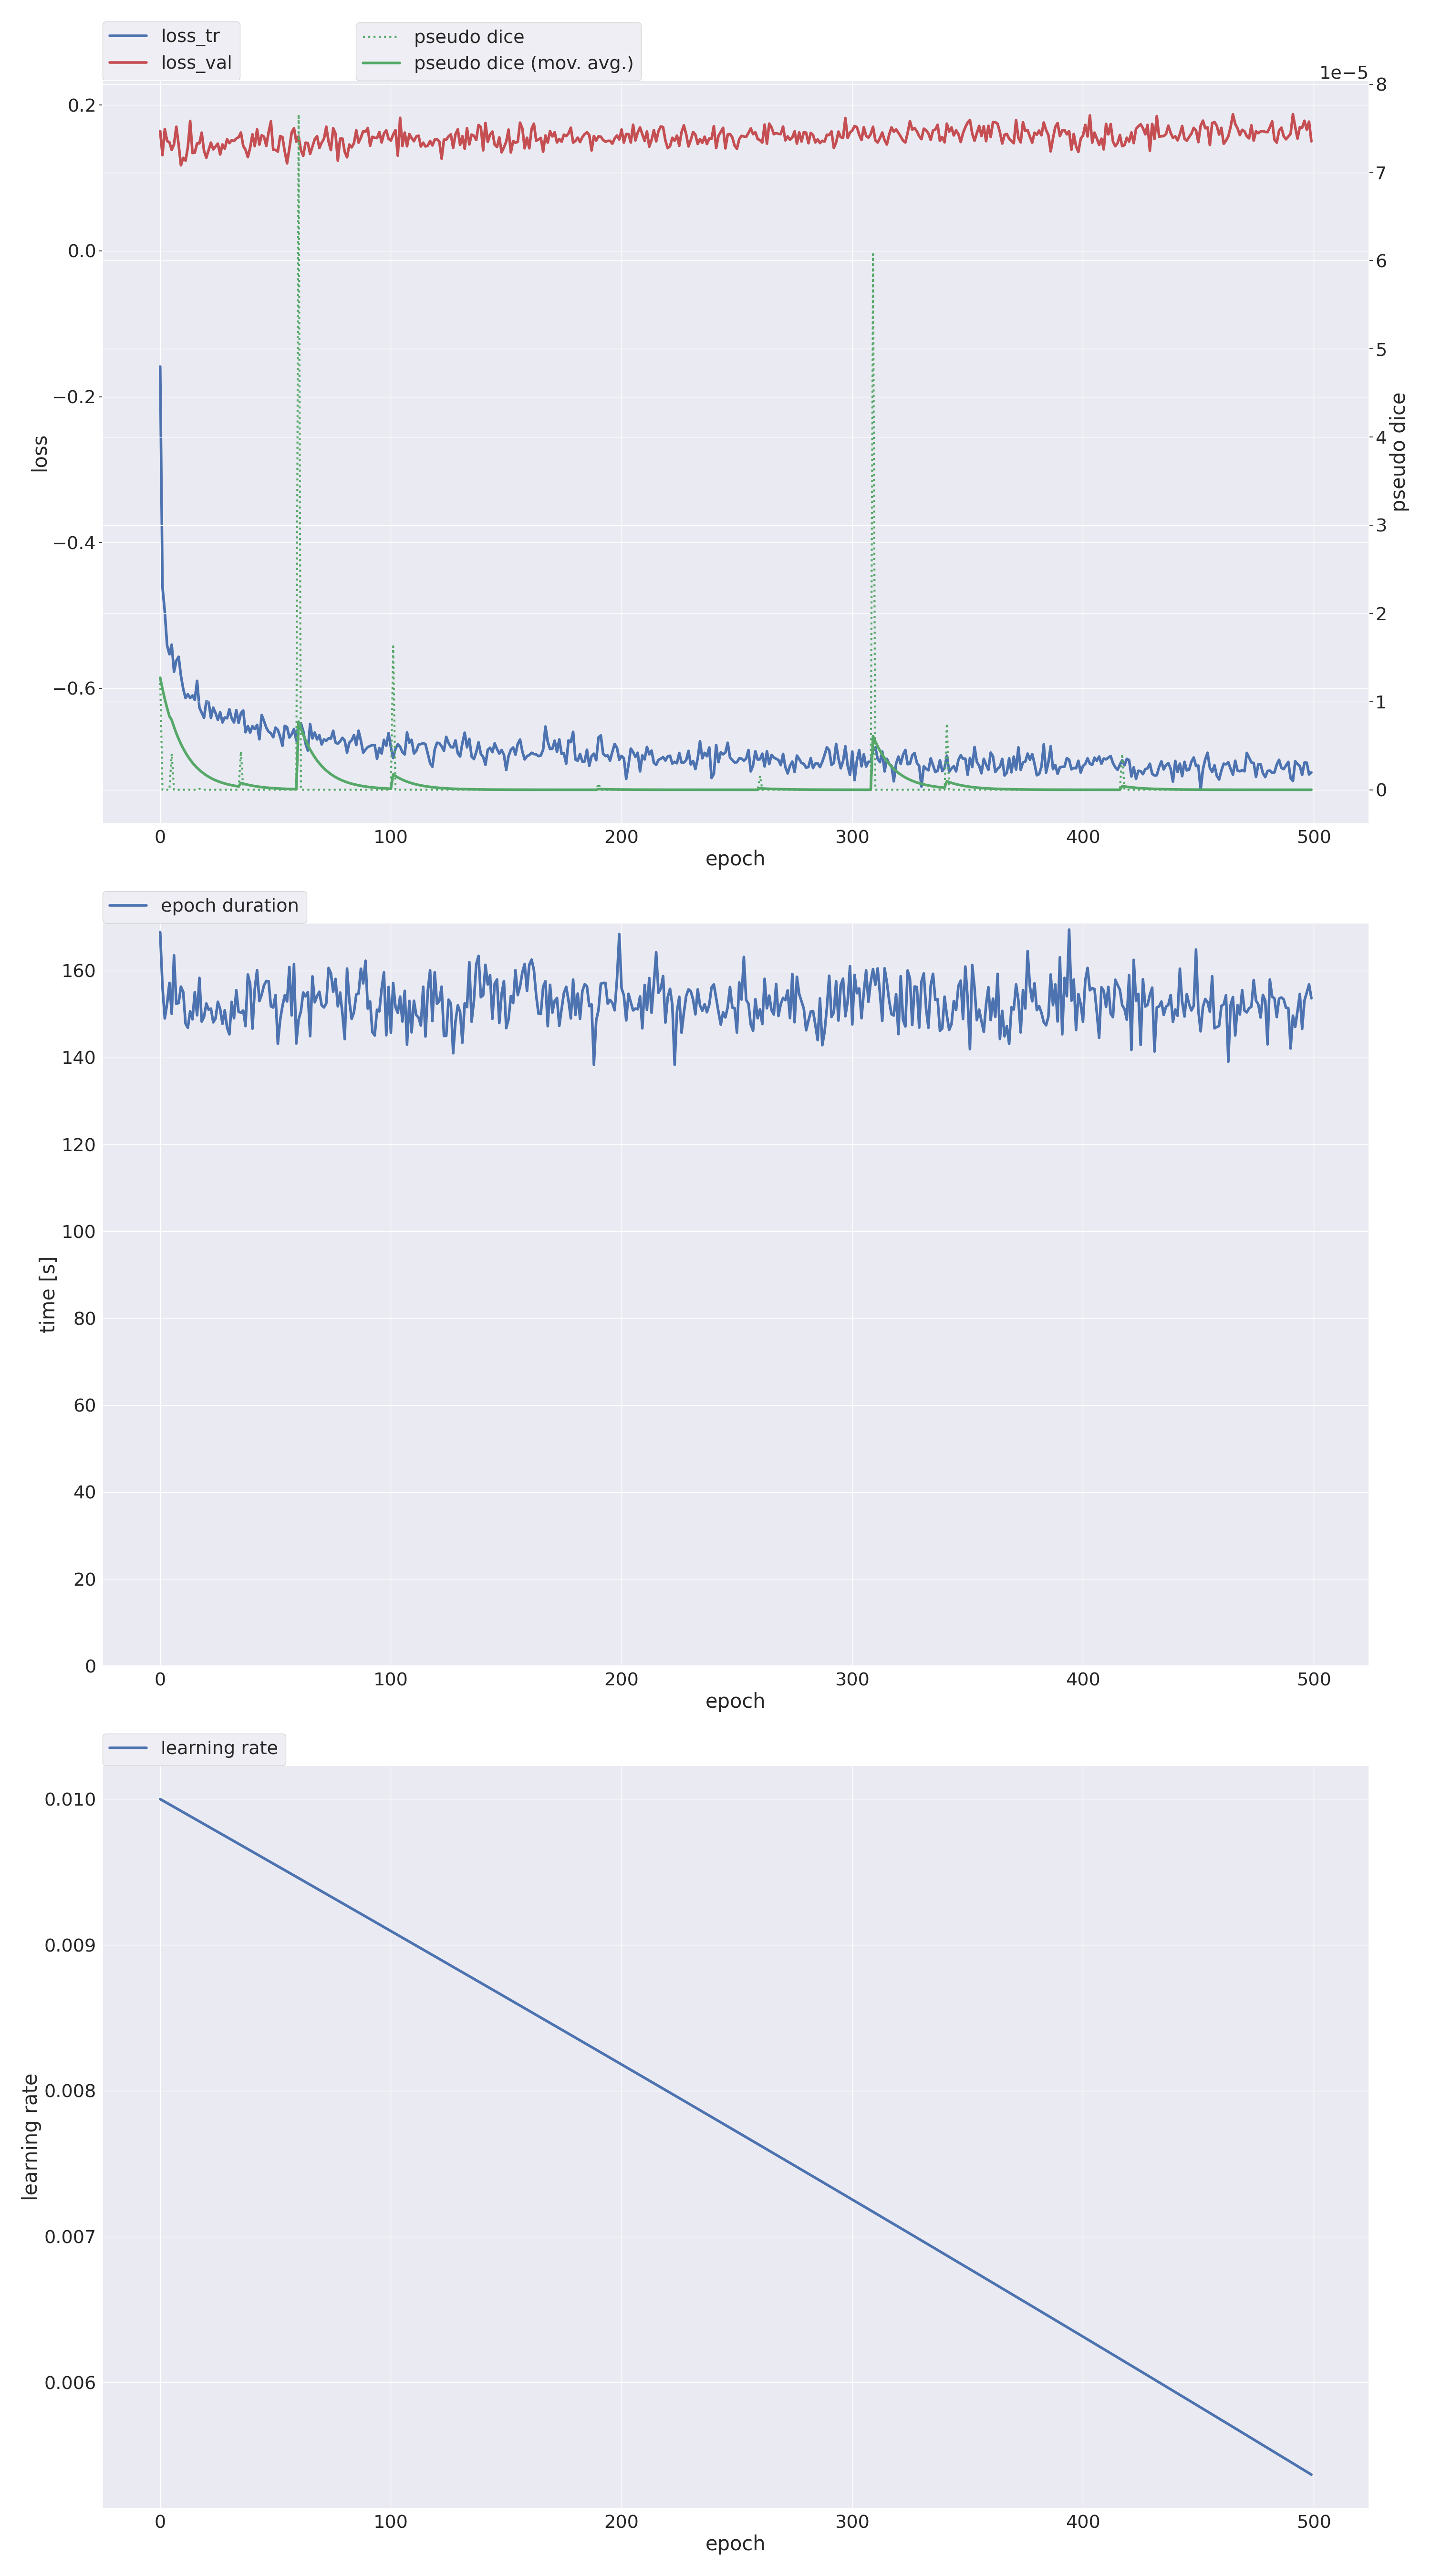 loss_tr
loss_val
pseudo dice
pseudo dice (mov. avg.)
1e−5
0.2
0.0
−0.2
−0.4
−0.6
loss
8
7
6
5
4
3
2
1
0
pseudo dice
0 100 200 300 400 500
epoch
epoch duration
160
140
120
100
80
60
40
20
0
time [s]
0 100 200 300 400 500
epoch
learning rate
0.010
0.009
0.008
0.007
0.006
learning rate
0 100 200 300 400 500
epoch